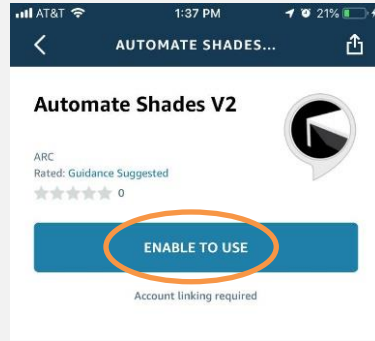 AT&T 1:37 PM 21%
AUTOMATE SHADES...
Automate Shades V2
ARC
Rated: Guidance Suggested
0
ENABLE TO USE
Account linking required